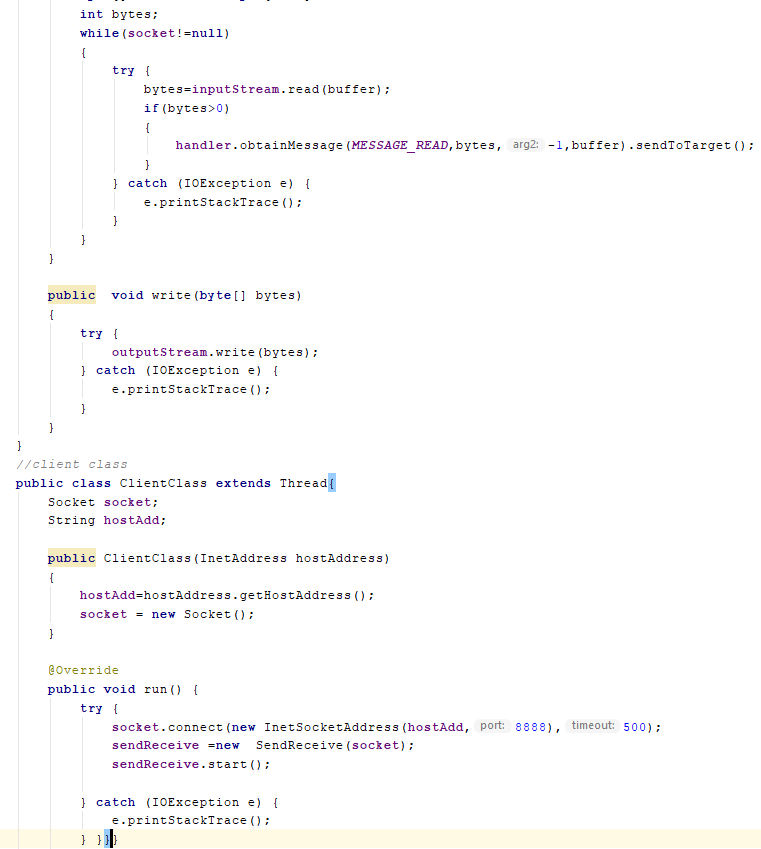 int bytes;
while(socket!=null)
{
try {
bytes=inputStream.read(buffer);
if(bytes>0)
{
handler.obtainMessage(MESSAGE_READ,bytes, arg2: -1,buffer).sendToTarget();
}
} catch (IOException e) {
e.printStackTrace();
}
}
}
public  void write(byte[] bytes)
{
try {
outputStream.write(bytes);
} catch (IOException e) {
e.printStackTrace();
}
}
}
//client class
public class ClientClass extends Thread{
Socket socket;
String hostAdd;
public ClientClass(InetAddress hostAddress)
{
hostAdd=hostAddress.getHostAddress();
socket = new Socket();
}
@Override
public void run() {
try {
socket.connect(new InetSocketAddress(hostAdd, port: 8888), timeout: 500);
sendReceive =new  SendReceive(socket);
sendReceive.start();
} catch (IOException e) {
e.printStackTrace();
} }}}